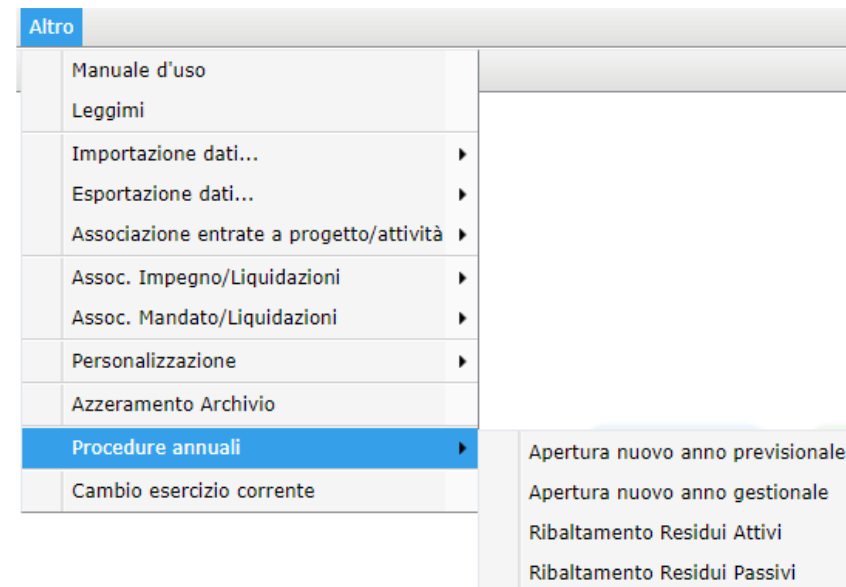 Altro
Manuale d'uso
Leggimi
Importazione dati...
Esportazione dati...
Associazione entrate a progetto/attività
Assoc. Impegno/Liquidazioni
Assoc. Mandato/Liquidazioni
Personalizzazione
Azzeramento Archivio
Procedure annuali
Cambio esercizio corrente
Apertura nuovo anno previsionale
Apertura nuovo anno gestionale
Ribaltamento Residui Attivi
Ribaltamento Residui Passivi